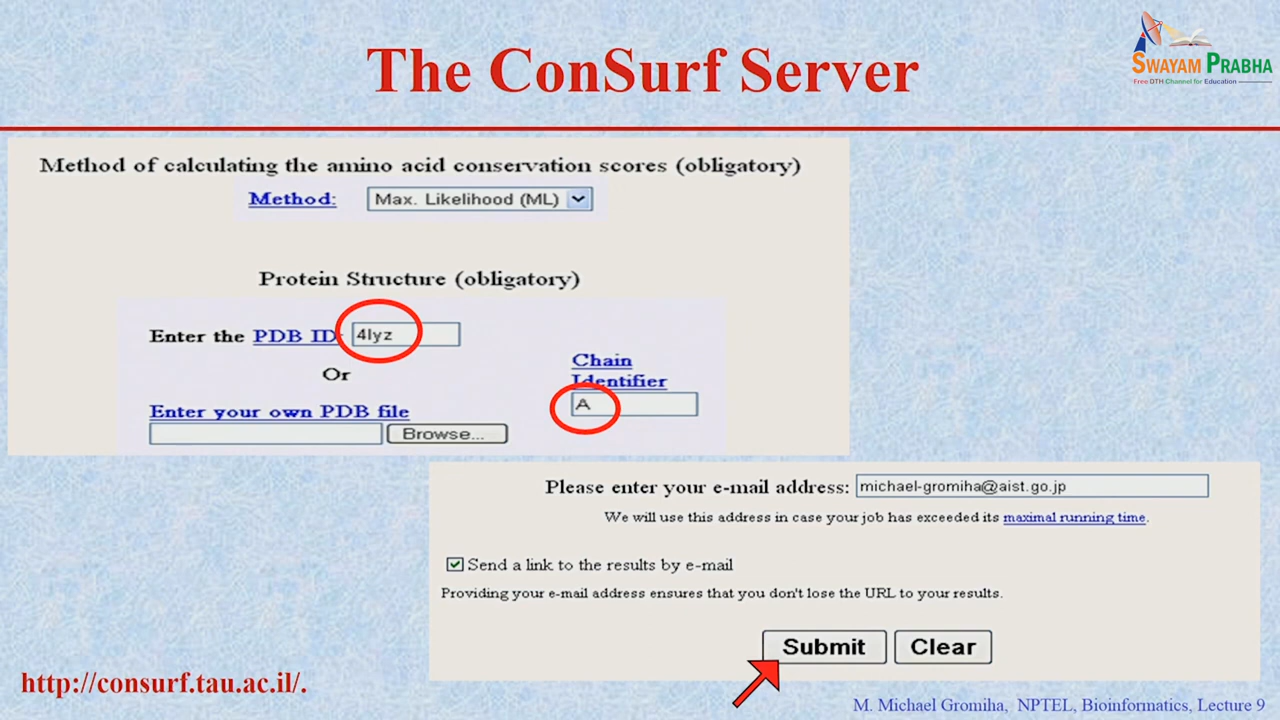 The ConSurf Server
SWAYAM PRABHA
Free DTH Channel for Education
Method of calculating the amino acid conservation scores (obligatory)
Method: Max. Likelihood (ML)
Protein Structure (obligatory)
Enter the PDB ID: 4lyz
Or
Chain
Identifier
A
Enter your own PDB file
Browse...
Please enter your e-mail address: michael-gromiha@aist.go.jp
We will use this address in case your job has exceeded its maximal running time.
Send a link to the results by e-mail
Providing your e-mail address ensures that you don't lose the URL to your results.
Submit Clear
http://consurf.tau.ac.il/.
M. Michael Gromiha, NPTEL, Bioinformatics, Lecture 9